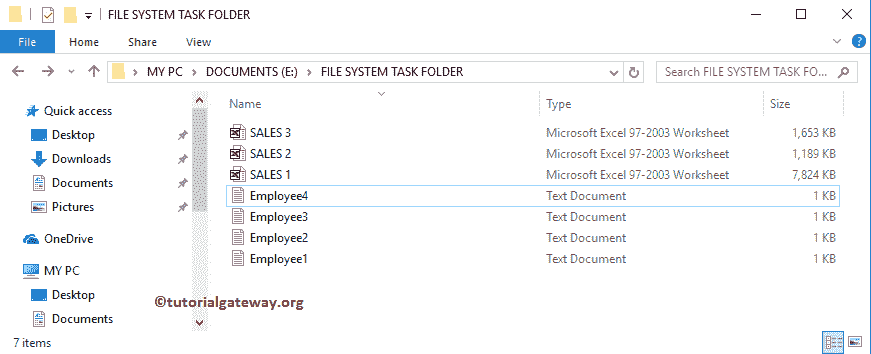 FILE SYSTEM TASK FOLDER
File Home Share View
MY PC DOCUMENTS (E:) FILE SYSTEM TASK FOLDER Search FILE SYSTEM TASK FO...
Name Type Size
Quick access
Desktop
Downloads
Documents
Pictures
OneDrive
MY PC
Desktop
Documents
SALES 3 Microsoft Excel 97-2003 Worksheet 1,653 KB
SALES 2 Microsoft Excel 97-2003 Worksheet 1,189 KB
SALES 1 Microsoft Excel 97-2003 Worksheet 7,824 KB
Employee4 Text Document 1 KB
Employee3 Text Document 1 KB
Employee2 Text Document 1 KB
Employee1 Text Document 1 KB
©tutorialgateway.org
7 items